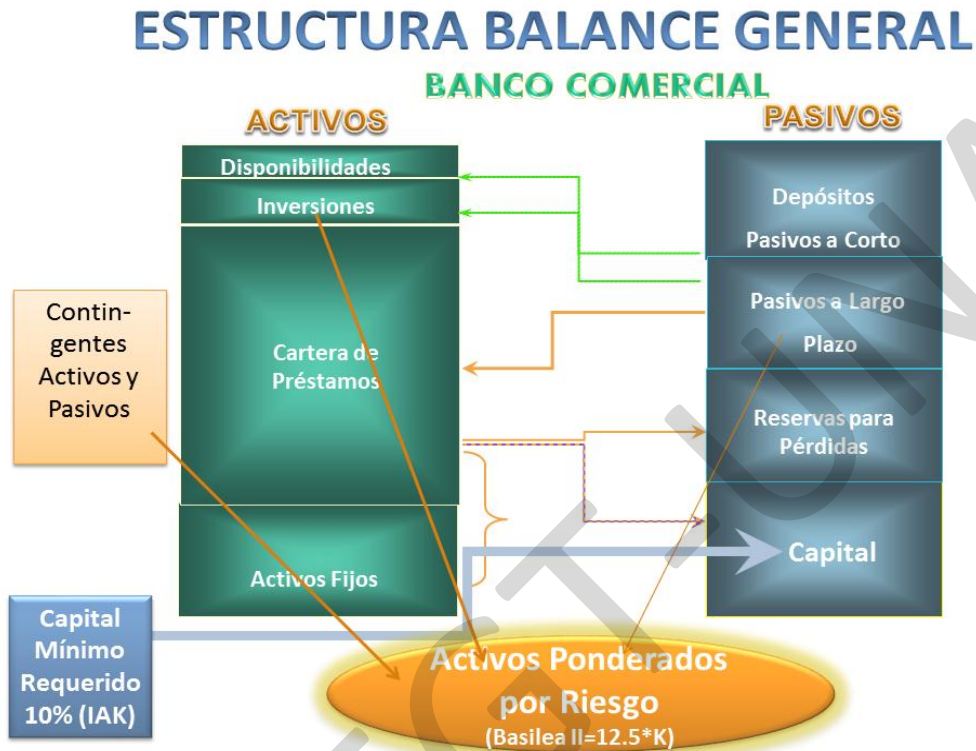 ESTRUCTURA BALANCE GENERAL
BANCO COMERCIAL
ACTIVOS
PASIVOS
Disponibilidades
Inversiones
Cartera de
Préstamos
Activos Fijos
Depósitos
Pasivos a Corto
Pasivos a Largo
Plazo
Reservas para
Pérdidas
Capital
Contin-
gentes
Activos y
Pasivos
Capital
Mínimo
Requerido
10% (IAK)
Activos Ponderados
por Riesgo
(Basilea II=12.5*K)